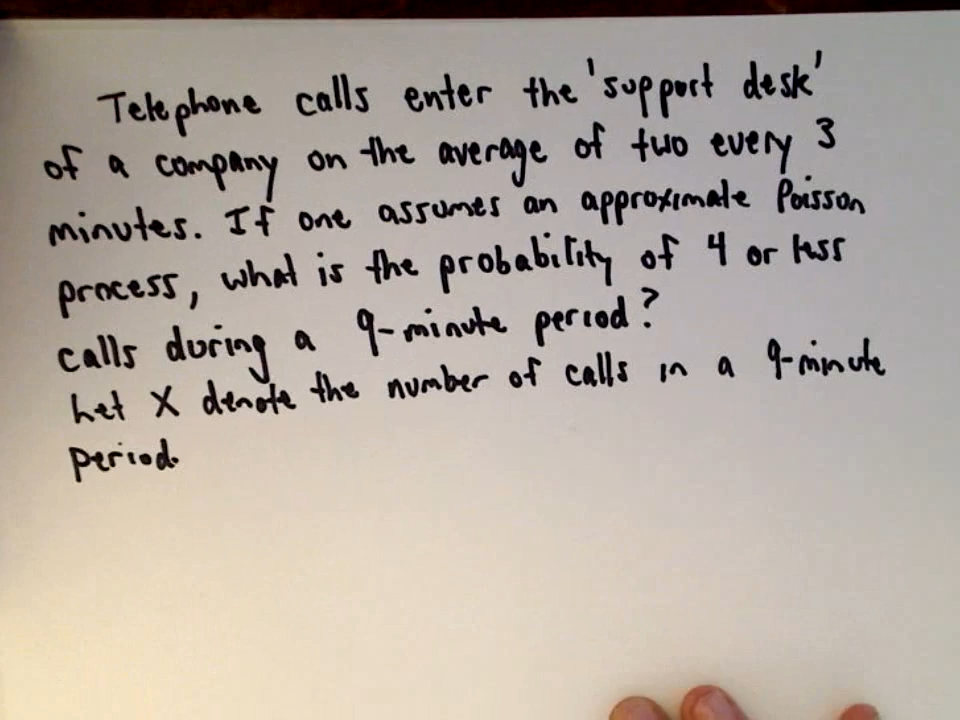 Telephone calls enter the 'support desk'
of a company on the average of two every 3
minutes. If one assumes an approximate Poisson
process, what is the probability of 4 or less
calls during a 9-minute period?
Let X denote the number of calls in a 9-minute
period.